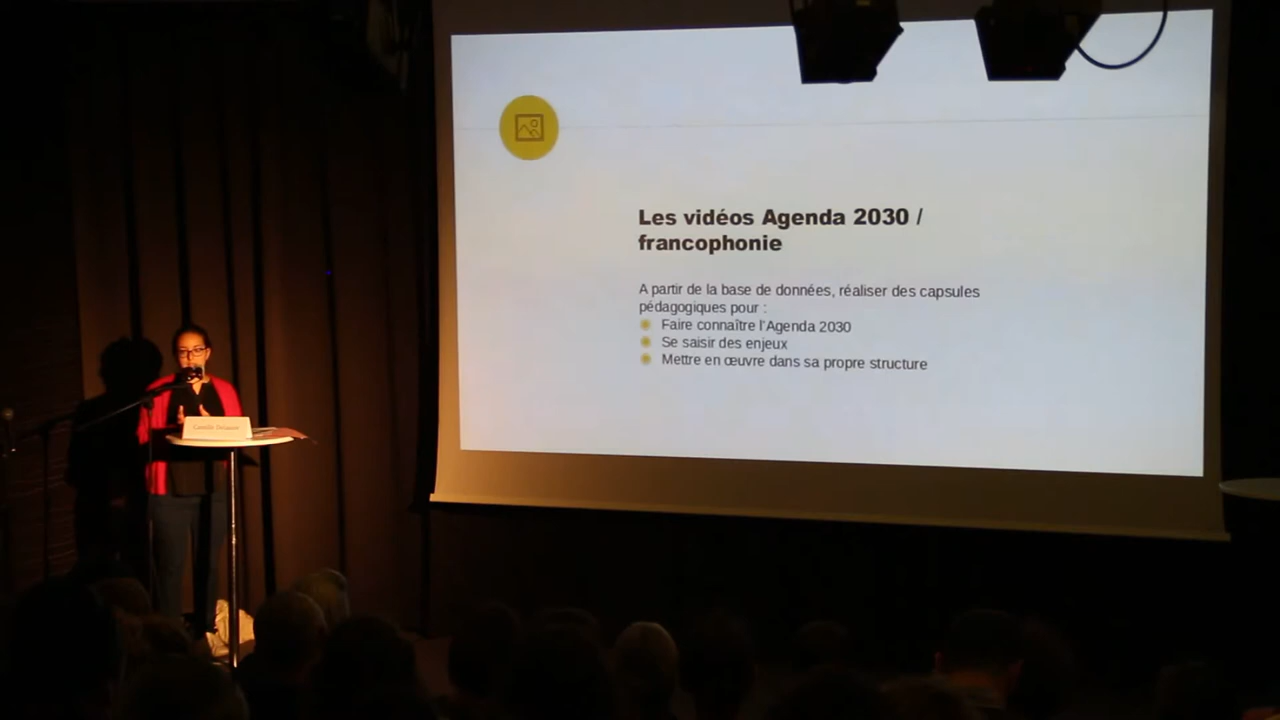 Les vidéos Agenda 2030 /
francophonie
A partir de la base de données, réaliser des capsules
pédagogiques pour :
Faire connaître l'Agenda 2030
Se saisir des enjeux
Mettre en œuvre dans sa propre structure
Camille